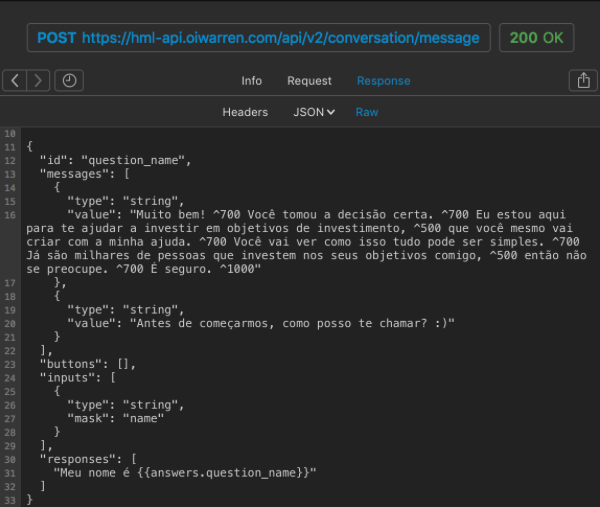 POST https://hml-api.oiwarren.com/api/v2/conversation/message 200 OK
Info Request Response
Headers JSON Raw
10
11 {
12 "id": "question_name",
13 "messages": [
14 {
15 "type": "string",
16 "value": "Muito bem! ^700 Você tomou a decisão certa. ^700 Eu estou aqui
para te ajudar a investir em objetivos de investimento, ^500 que você mesmo vai
criar com a minha ajuda. ^700 Você vai ver como isso tudo pode ser simples. ^700
Já são milhares de pessoas que investem nos seus objetivos comigo, ^500 então não
se preocupe. ^700 É seguro. ^1000"
17 },
18 {
19 "type": "string",
20 "value": "Antes de começarmos, como posso te chamar? :)"
21 }
22 ],
23 "buttons": [],
24 "inputs": [
25 {
26 "type": "string",
27 "mask": "name"
28 }
29 ],
30 "responses": [
31 "Meu nome é {{answers.question_name}}"
32 ]
33 }